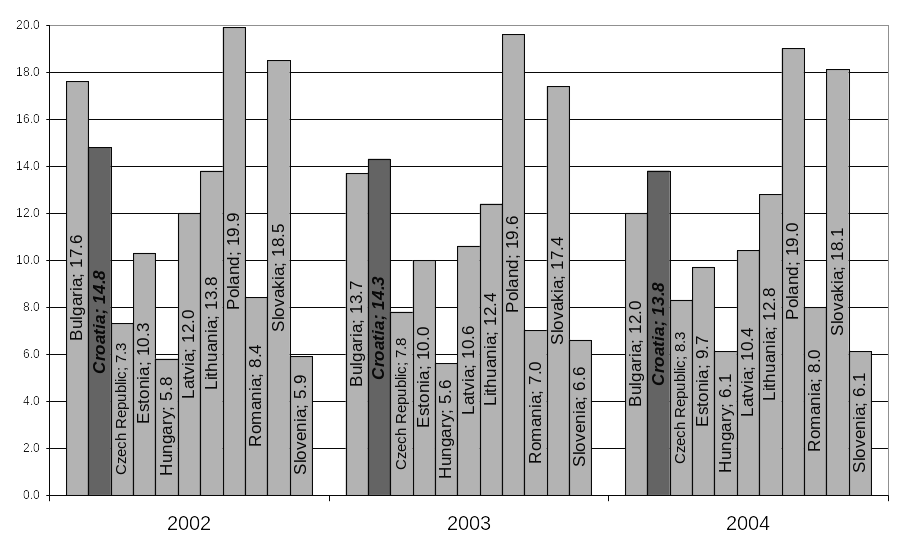 20.0
18.0
16.0
14.0
12.0
10.0
8.0
6.0
4.0
2.0
0.0
Bulgaria; 17.6
Croatia; 14.8
Czech Republic; 7.3
Estonia; 10.3
Hungary; 5.8
Latvia; 12.0
Lithuania; 13.8
Poland; 19.9
Romania; 8.4
Slovakia; 18.5
Slovenia; 5.9
Bulgaria; 13.7
Croatia; 14.3
Czech Republic; 7.8
Estonia; 10.0
Hungary; 5.6
Latvia; 10.6
Lithuania; 12.4
Poland; 19.6
Romania; 7.0
Slovakia; 17.4
Slovenia; 6.6
Bulgaria; 12.0
Croatia; 13.8
Czech Republic; 8.3
Estonia; 9.7
Hungary; 6.1
Latvia; 10.4
Lithuania; 12.8
Poland; 19.0
Romania; 8.0
Slovakia; 18.1
Slovenia; 6.1
2002
2003
2004